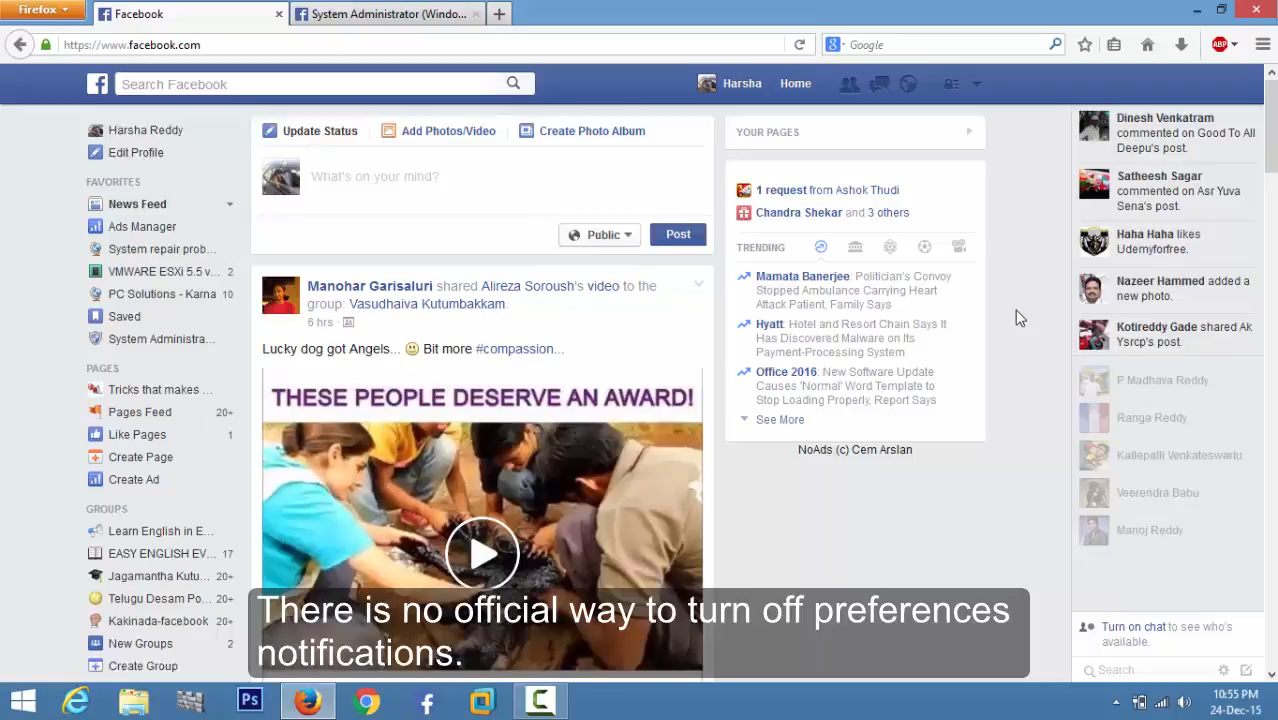 Firefox
Facebook
System Administrator (Windo...
https://www.facebook.com
Google
ABP
Search Facebook
Harsha
Home
Harsha Reddy
Edit Profile
FAVORITES
News Feed
Ads Manager
System repair prob...
VMWARE ESXi 5.5 v... 2
PC Solutions - Karna 10
Saved
System Administra...
PAGES
Tricks that makes ...
Pages Feed 20+
Like Pages 1
Create Page
Create Ad
GROUPS
Learn English in E...
EASY ENGLISH EV... 17
Jagamantha Kutu... 20+
Telugu Desam Po... 20+
Kakinada-facebook 20+
New Groups 2
Create Group
Update Status
Add Photos/Video
Create Photo Album
What's on your mind?
Public
Post
Manohar Garisaluri shared Alireza Soroush's video to the
group: Vasudhaiva Kutumbakkam.
6 hrs
Lucky dog got Angels... Bit more #compassion...
THESE PEOPLE DESERVE AN AWARD!
YOUR PAGES
1 request from Ashok Thudi
Chandra Shekar and 3 others
TRENDING
Mamata Banerjee: Politician's Convoy
Stopped Ambulance Carrying Heart
Attack Patient, Family Says
Hyatt: Hotel and Resort Chain Says It
Has Discovered Malware on Its
Payment-Processing System
Office 2016: New Software Update
Causes 'Normal' Word Template to
Stop Loading Properly, Report Says
See More
NoAds (c) Cem Arslan
Dinesh Venkatram
commented on Good To All
Deepu's post.
Satheesh Sagar
commented on Asr Yuva
Sena's post.
Haha Haha likes
Udemyforfree.
Nazeer Hammed added a
new photo.
Kotireddy Gade shared Ak
Ysrcp's post.
P Madhava Reddy
Ranga Reddy
Kallepalli Venkateswarlu
Veerendra Babu
Manoj Reddy
Turn on chat to see who's
available.
Search
There is no official way to turn off preferences
notifications.
Ps
10:55 PM
24-Dec-15